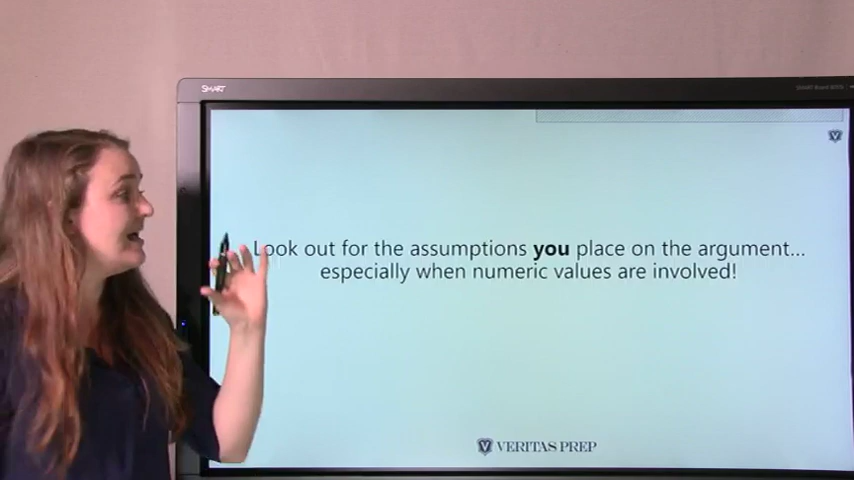 SMART
Look out for the assumptions you place on the argument...
especially when numeric values are involved!
VERITAS PREP